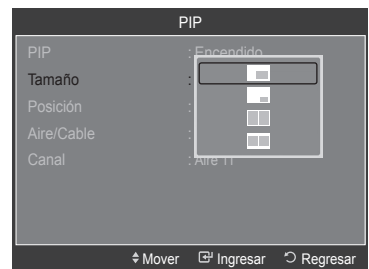 PIP
PIP : Encendido
Tamaño :
Posición :
Aire/Cable :
Canal : Aire 11
Mover Ingresar Regresar